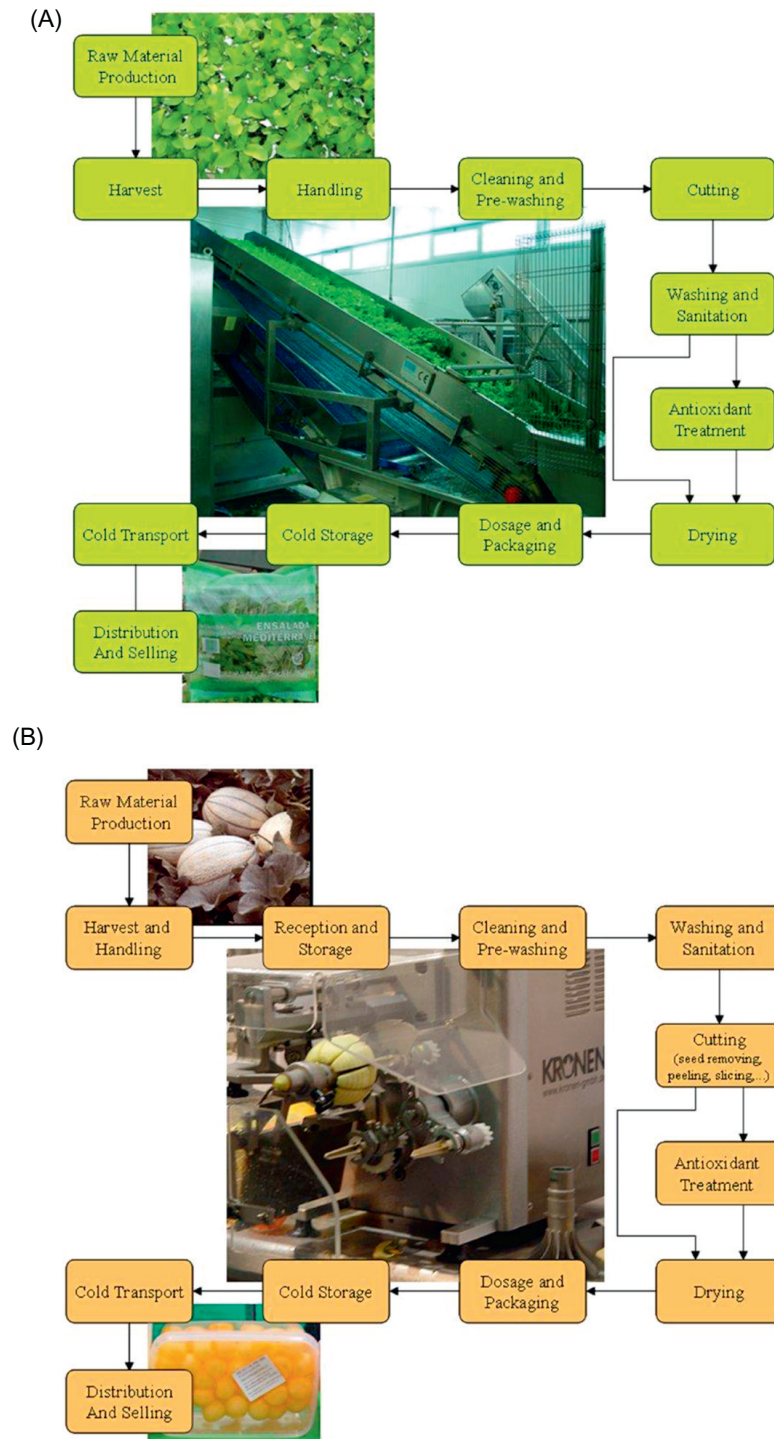 (A)
Raw Material
Production
Harvest
Handling
Cleaning and
Pre-washing
Cutting
Washing and
Sanitation
Antioxidant
Treatment
Cold Transport
Cold Storage
Dosage and
Packaging
Drying
Distribution
And Selling
ENSALADA
(B)
Raw Material
Production
Harvest and
Handling
Reception and
Storage
Cleaning and
Pre-washing
Washing and
Sanitation
Cutting
(seed removing,
peeling, slicing,...)
KRONEN
Antioxidant
Treatment
Cold Transport
Cold Storage
Dosage and
Packaging
Drying
Distribution
And Selling